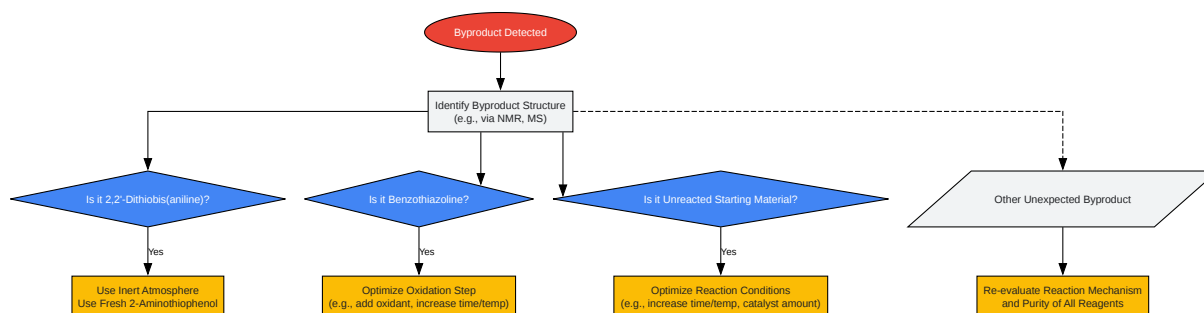 Byproduct Detected
Identify Byproduct Structure
(e.g., via NMR, MS)
Is it 2,2'-Dithiobis(aniline)?
Is it Benzothiazoline?
Is it Unreacted Starting Material?
Other Unexpected Byproduct
Yes
Yes
Yes
Use Inert Atmosphere
Use Fresh 2-Aminothiophenol
Optimize Oxidation Step
(e.g., add oxidant, increase time/temp)
Optimize Reaction Conditions
(e.g., increase time/temp, catalyst amount)
Re-evaluate Reaction Mechanism
and Purity of All Reagents